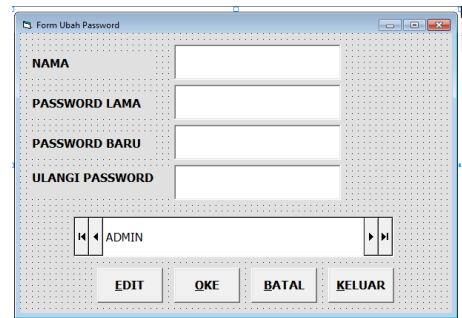 Form Ubah Password
NAMA
PASSWORD LAMA
PASSWORD BARU
ULANGI PASSWORD
ADMIN
EDIT OKE BATAL KELUAR